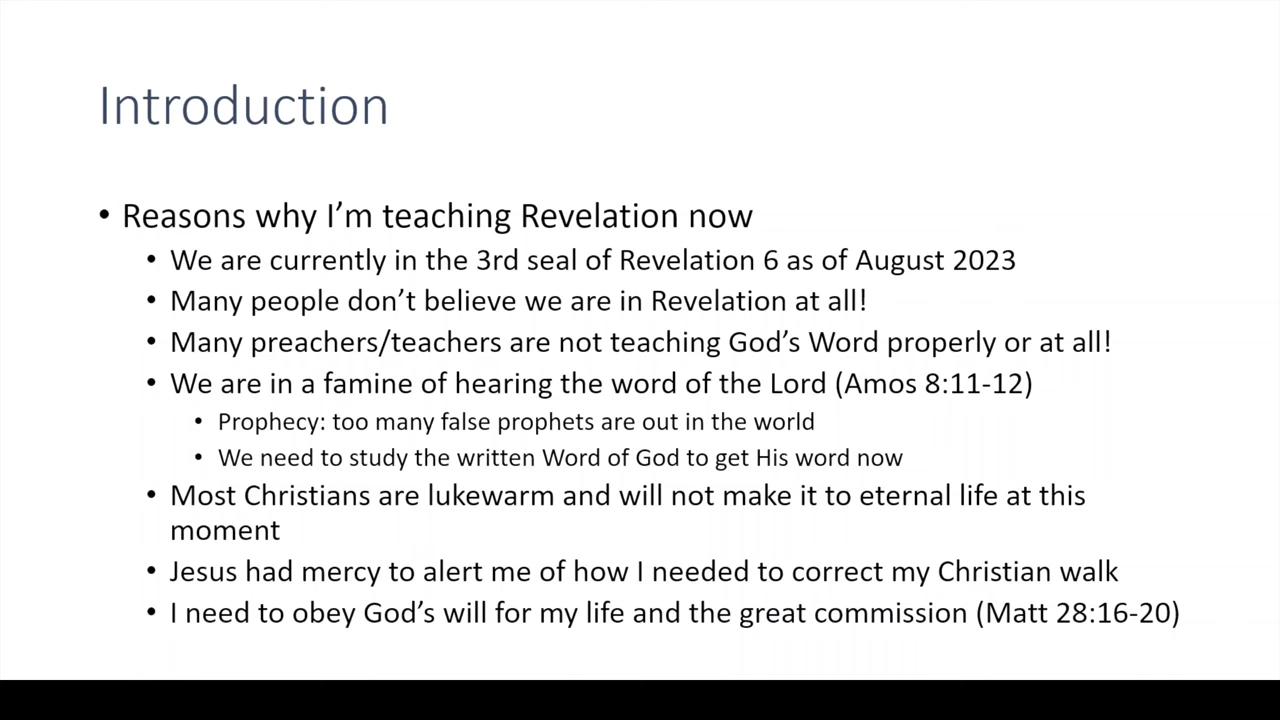 Introduction
• Reasons why I’m teaching Revelation now
• We are currently in the 3rd seal of Revelation 6 as of August 2023
• Many people don’t believe we are in Revelation at all!
• Many preachers/teachers are not teaching God’s Word properly or at all!
• We are in a famine of hearing the word of the Lord (Amos 8:11-12)
• Prophecy: too many false prophets are out in the world
• We need to study the written Word of God to get His word now
• Most Christians are lukewarm and will not make it to eternal life at this
moment
• Jesus had mercy to alert me of how I needed to correct my Christian walk
• I need to obey God’s will for my life and the great commission (Matt 28:16-20)